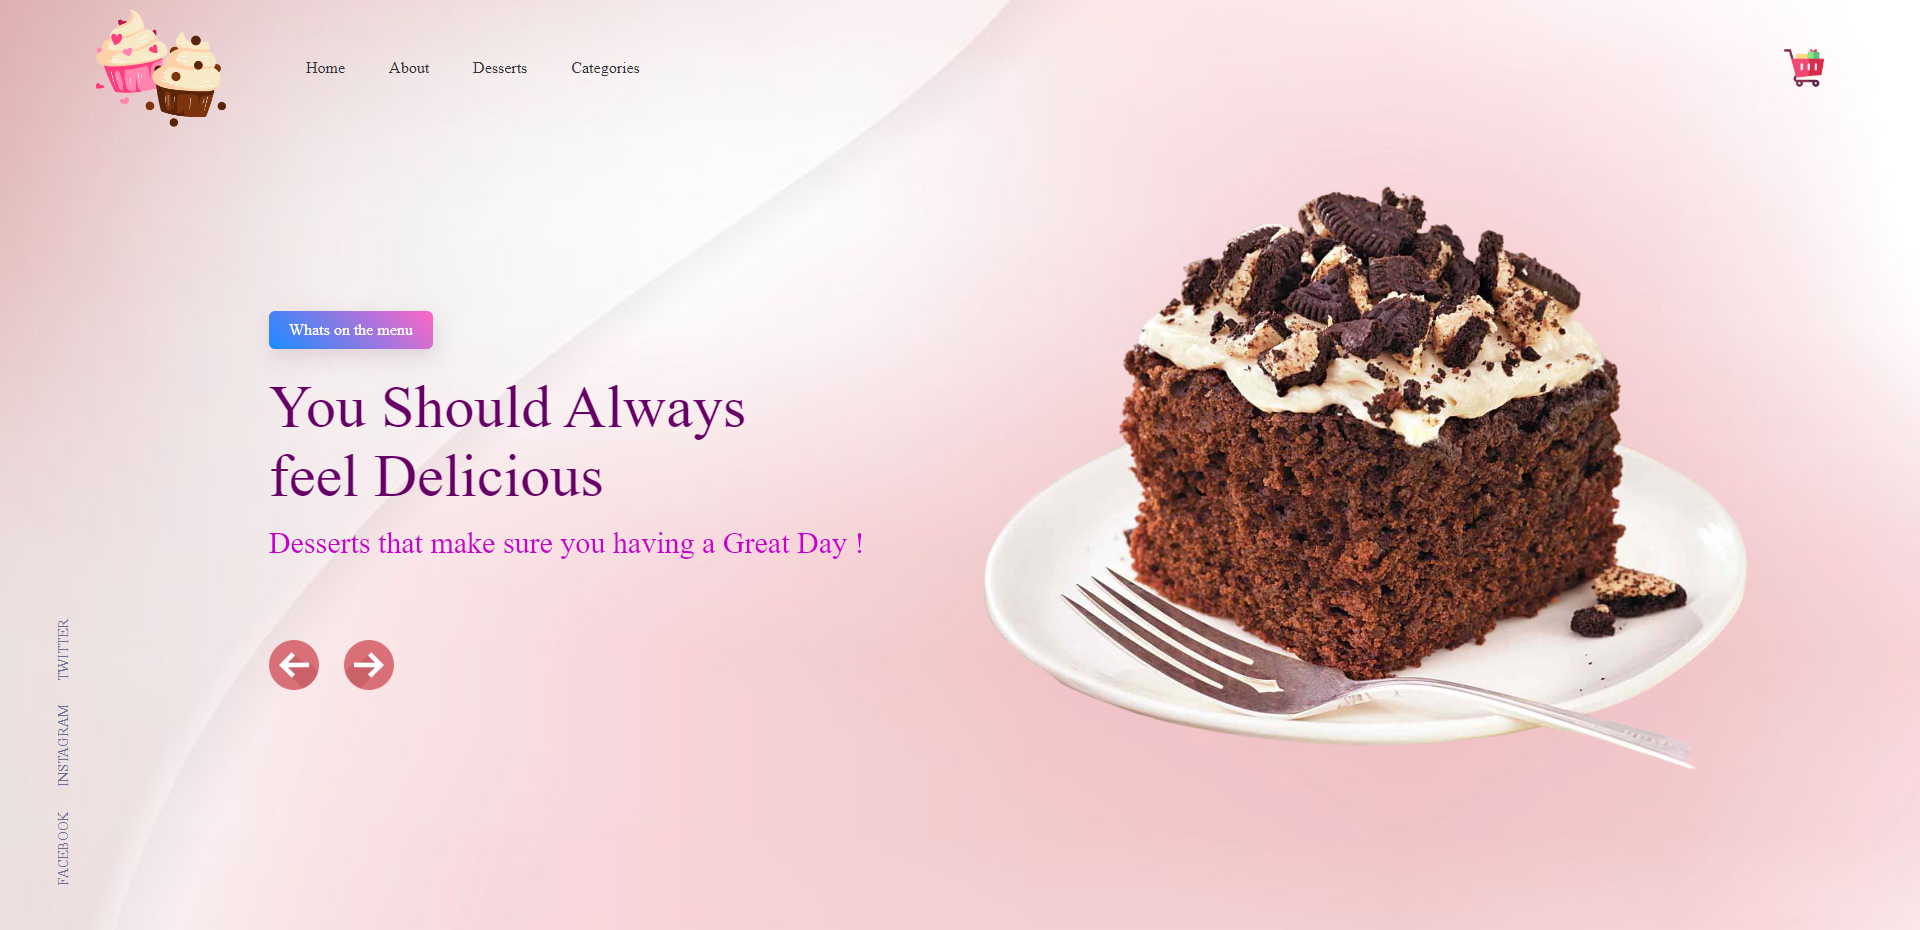 Home
About
Desserts
Categories
Whats on the menu
You Should Always
feel Delicious
Desserts that make sure you having a Great Day !
TWITTER
INSTAGRAM
FACEBOOK